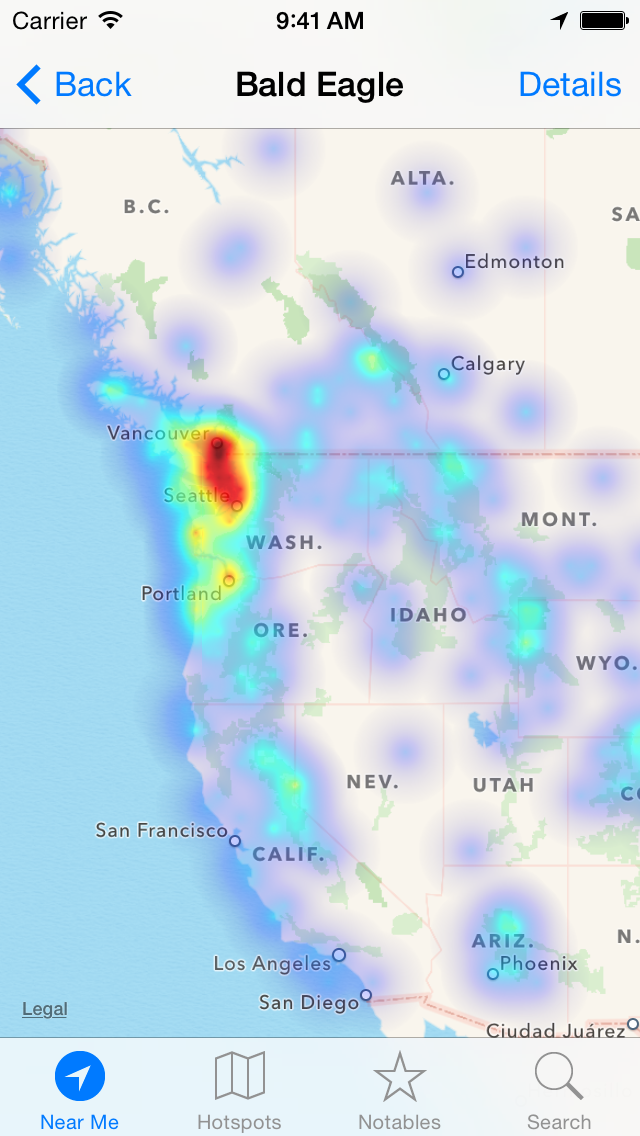 Carrier 9:41 AM
Back Bald Eagle Details
ALTA.
B.C.
SA
Edmonton
Calgary
Vancouver
Seattle
MONT.
WASH.
Portland
IDAHO
ORE.
WYO.
NEV.
UTAH
CO
San Francisco
CALIF.
N.
ARIZ.
Los Angeles
Phoenix
San Diego
Legal
Ciudad Juárez
Near Me Hotspots Notables Search